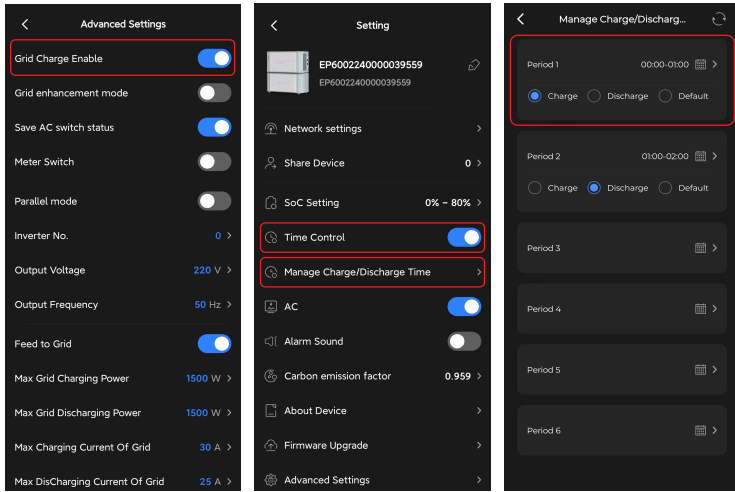 Advanced Settings
Grid Charge Enable
Grid enhancement mode
Save AC switch status
Meter Switch
Parallel mode
Inverter No. 0
Output Voltage 220 V
Output Frequency 50 Hz
Feed to Grid
Max Grid Charging Power 1500 W
Max Grid Discharging Power 1500 W
Max Charging Current Of Grid 30 A
Max DisCharging Current Of Grid 25 A
Setting
EP6002240000039559
EP6002240000039559
Network settings
Share Device 0
SoC Setting 0% – 80%
Time Control
Manage Charge/Discharge Time
AC
Alarm Sound
Carbon emission factor 0.959
About Device
Firmware Upgrade
Advanced Settings
Manage Charge/Discharg...
Period 1 00:00-01:00
Charge Discharge Default
Period 2 01:00-02:00
Charge Discharge Default
Period 3
Period 4
Period 5
Period 6